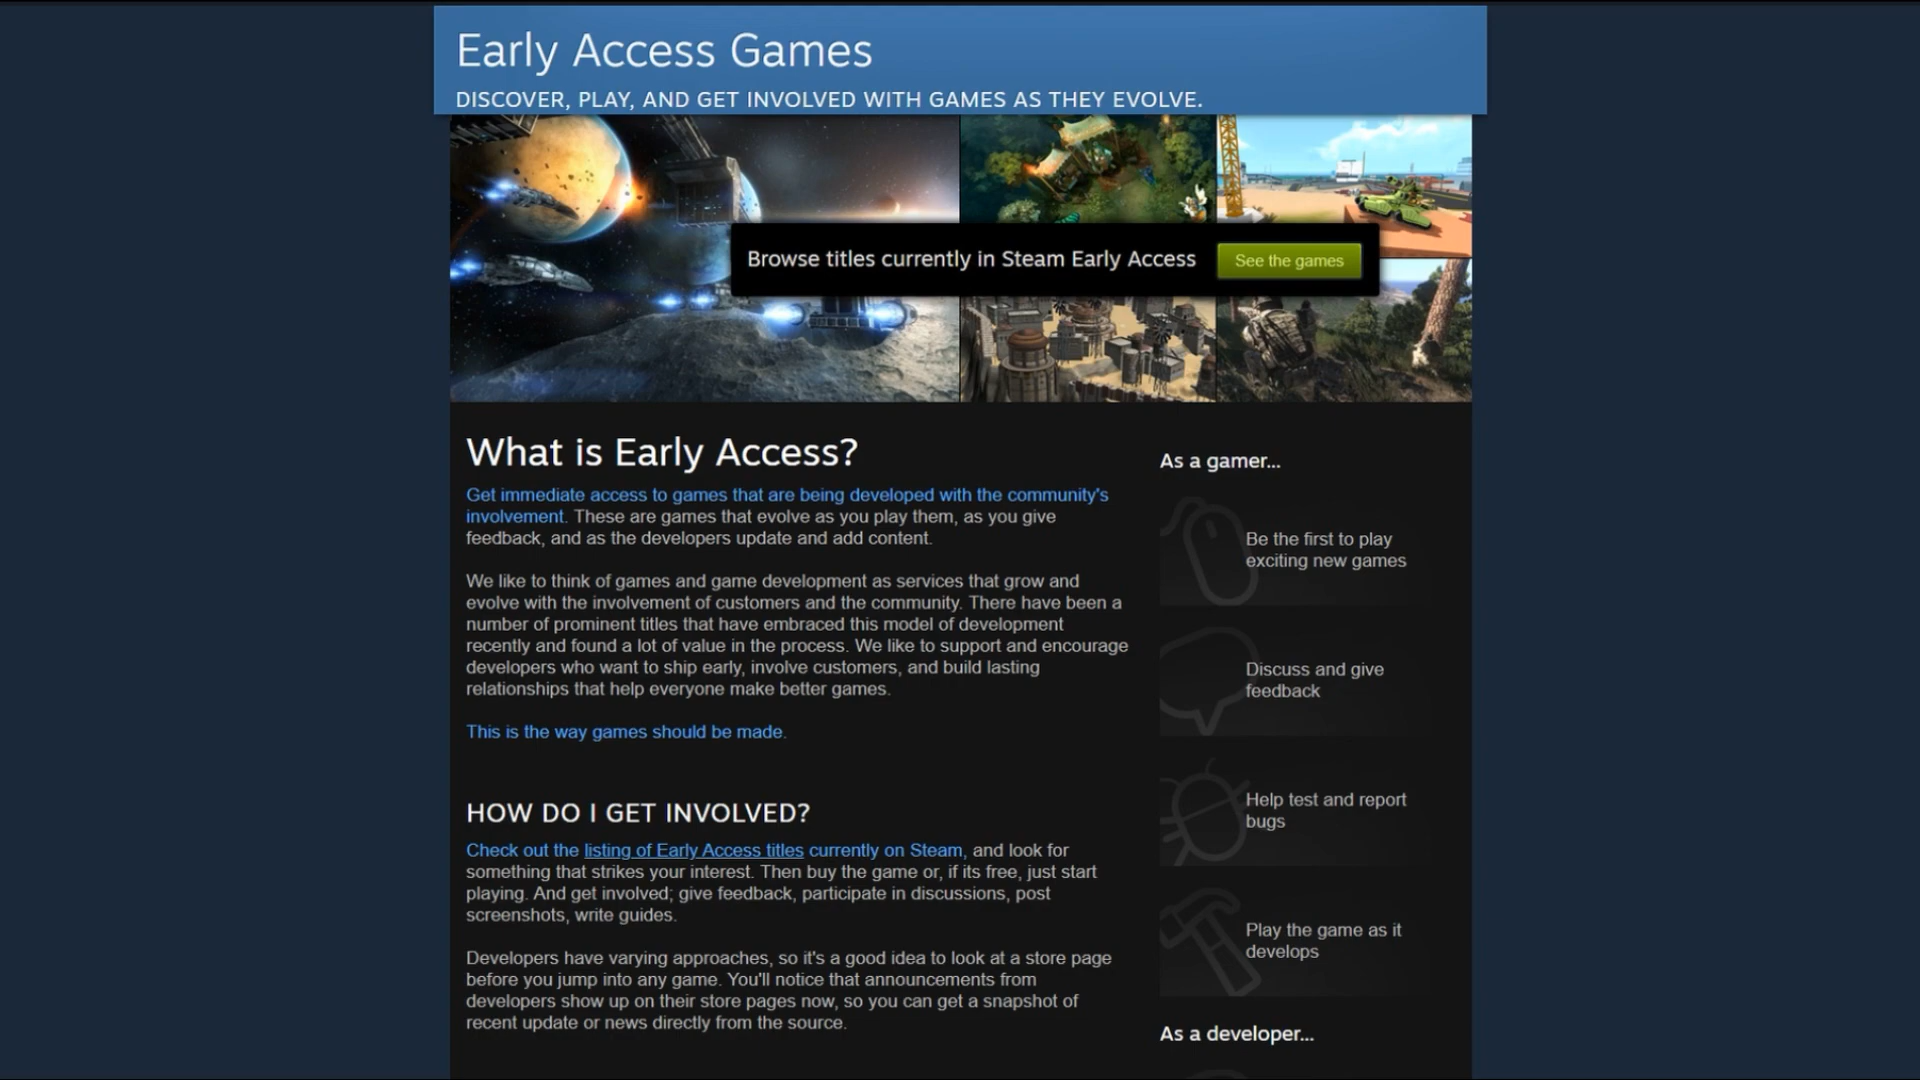 Early Access Games
DISCOVER, PLAY, AND GET INVOLVED WITH GAMES AS THEY EVOLVE.
Browse titles currently in Steam Early Access
See the games
What is Early Access?
Get immediate access to games that are being developed with the community's
involvement. These are games that evolve as you play them, as you give
feedback, and as the developers update and add content.
We like to think of games and game development as services that grow and
evolve with the involvement of customers and the community. There have been a
number of prominent titles that have embraced this model of development
recently and found a lot of value in the process. We like to support and encourage
developers who want to ship early, involve customers, and build lasting
relationships that help everyone make better games.
This is the way games should be made.
HOW DO I GET INVOLVED?
Check out the listing of Early Access titles currently on Steam, and look for
something that strikes your interest. Then buy the game or, if its free, just start
playing. And get involved; give feedback, participate in discussions, post
screenshots, write guides.
Developers have varying approaches, so it's a good idea to look at a store page
before you jump into any game. You'll notice that announcements from
developers show up on their store pages now, so you can get a snapshot of
recent update or news directly from the source.
As a gamer...
Be the first to play
exciting new games
Discuss and give
feedback
Help test and report
bugs
Play the game as it
develops
As a developer...